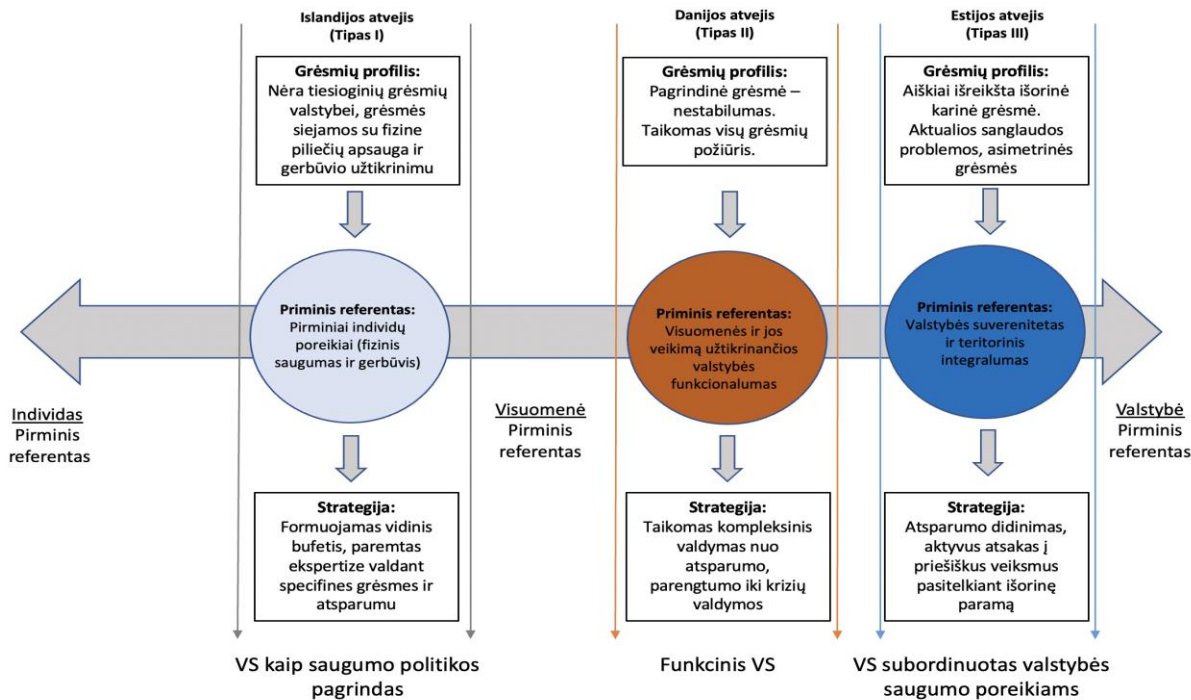 Islandijos atvejis
(Tipas I)
Grėsmių profilis:
Nėra tiesioginių grėsmių
valstybei, grėsmės
siejamos su fizine
piliečių apsauga ir
gerbūvio užtikrinimu
Priminis referentas:
Pirminiai individų
poreikiai (fizinis
saugumas ir gerbūvis)
Strategija:
Formuojamas vidinis
bufetis, paremtas
ekspertize valdant
specifines grėsmes ir
atsparumu
VS kaip saugumo politikos
pagrindas
Danijos atvejis
(Tipas II)
Grėsmių profilis:
Pagrindinė grėsmė –
nestabilumas.
Taikomas visų grėsmių
požiūris.
Priminis referentas:
Visuomenės ir jos
veikimą užtikrinančios
valstybės
funkcionalumas
Strategija:
Taikomas kompleksinis
valdymas nuo
atsparumo,
parengtumo iki krizių
valdymos
Funkcinis VS
Estijos atvejis
(Tipas III)
Grėsmių profilis:
Aiškiai išreikšta išorinė
karinė grėsmė.
Aktualios sanglaudos
problemos, asimetrinės
grėsmės
Priminis referentas:
Valstybės suverenitetas
ir teritorinis
integralumas
Strategija:
Atsparumo didinimas,
aktyvus atsakas į
priešiškus veiksmus
pasitelkiant išorinę
paramą
VS subordinuotas valstybės
saugumo poreikiams
Individas
Pirminis
referentas
Visuomenė
Pirminis
referentas
Valstybė
Pirminis
referentas